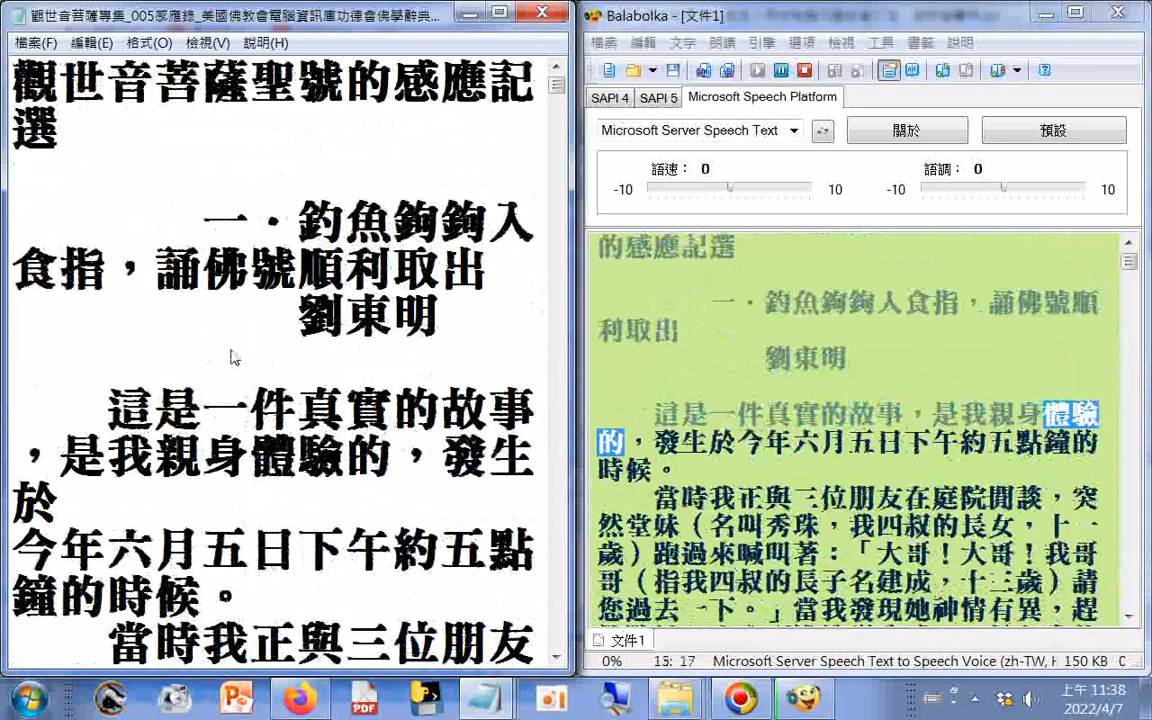 觀世音菩薩專集_005感應錄_美國佛教會電腦資訊庫功德會佛學辭典...
檔案(F) 編輯(E) 格式(O) 檢視(V) 說明(H)
觀世音菩薩聖號的感應記
選
一．釣魚鉤鉤入
食指，誦佛號順利取出
劉東明
這是一件真實的故事
，是我親身體驗的，發生
於
今年六月五日下午約五點
鐘的時候。
當時我正與三位朋友
Balabolka - [文件1]
檔案 編輯 文字 朗讀 引擎 選項 檢視 工具 書籤 說明
SAPI 4 SAPI 5 Microsoft Speech Platform
Microsoft Server Speech Text 關於 預設
語速： 0 語調： 0
-10 10 -10 10
的感應記選
一．釣魚鉤鉤入食指，誦佛號順
利取出
劉東明
這是一件真實的故事，是我親身體驗
的，發生於今年六月五日下午約五點鐘的
時候。
當時我正與三位朋友在庭院閒談，突
然堂妹（名叫秀珠，我四叔的長女，十一
歲）跑過來喊叫著：「大哥！大哥！我哥
哥（指我四叔的長子名建成，十三歲）請
您過去一下。」當我發現她神情有異，趕
文件1
0% 13: 17 Microsoft Server Speech Text to Speech Voice (zh-TW, H 150 KB
上午 11:38
2022/4/7